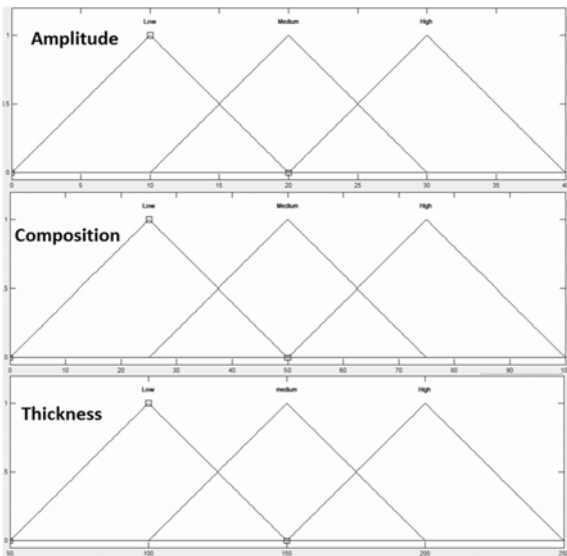 Low Medium High
Amplitude
1
0.5
0
0 5 10 15 20 25 30 35 40
Low Medium High
Composition
1
.5
0
0 10 20 30 40 50 60 70 80 90 100
Low medium High
Thickness
1
.5
0
50 100 150 200 250